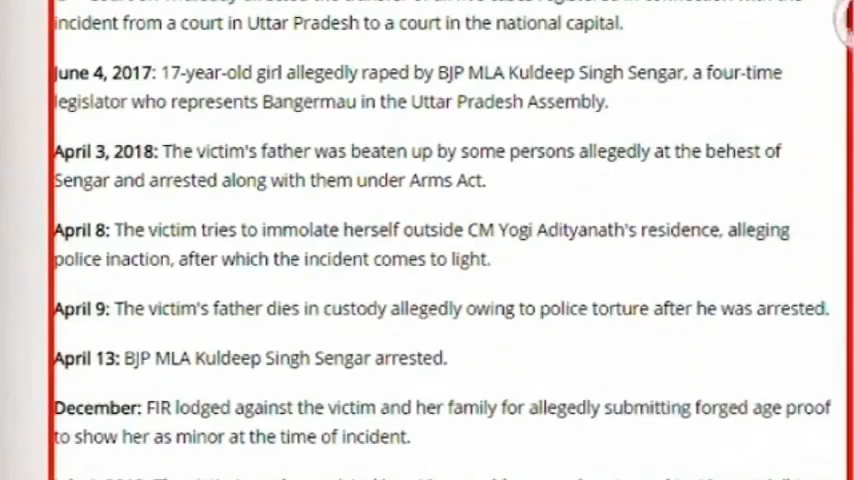 incident from a court in Uttar Pradesh to a court in the national capital.
June 4, 2017: 17-year-old girl allegedly raped by BJP MLA Kuldeep Singh Sengar, a four-time
legislator who represents Bangermau in the Uttar Pradesh Assembly.
April 3, 2018: The victim's father was beaten up by some persons allegedly at the behest of
Sengar and arrested along with them under Arms Act.
April 8: The victim tries to immolate herself outside CM Yogi Adityanath's residence, alleging
police inaction, after which the incident comes to light.
April 9: The victim's father dies in custody allegedly owing to police torture after he was arrested.
April 13: BJP MLA Kuldeep Singh Sengar arrested.
December: FIR lodged against the victim and her family for allegedly submitting forged age proof
to show her as minor at the time of incident.